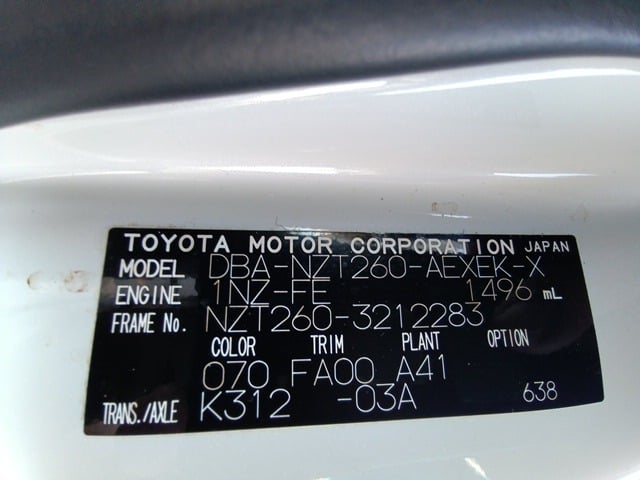 TOYOTA MOTOR CORPORATION JAPAN
MODEL DBA-NZT260-AEXEK-X
ENGINE 1NZ-FE 1496 mL
FRAME No. NZT260-3212283
COLOR TRIM PLANT OPTION
070 FA00 A41
TRANS./AXLE K312 -03A 638